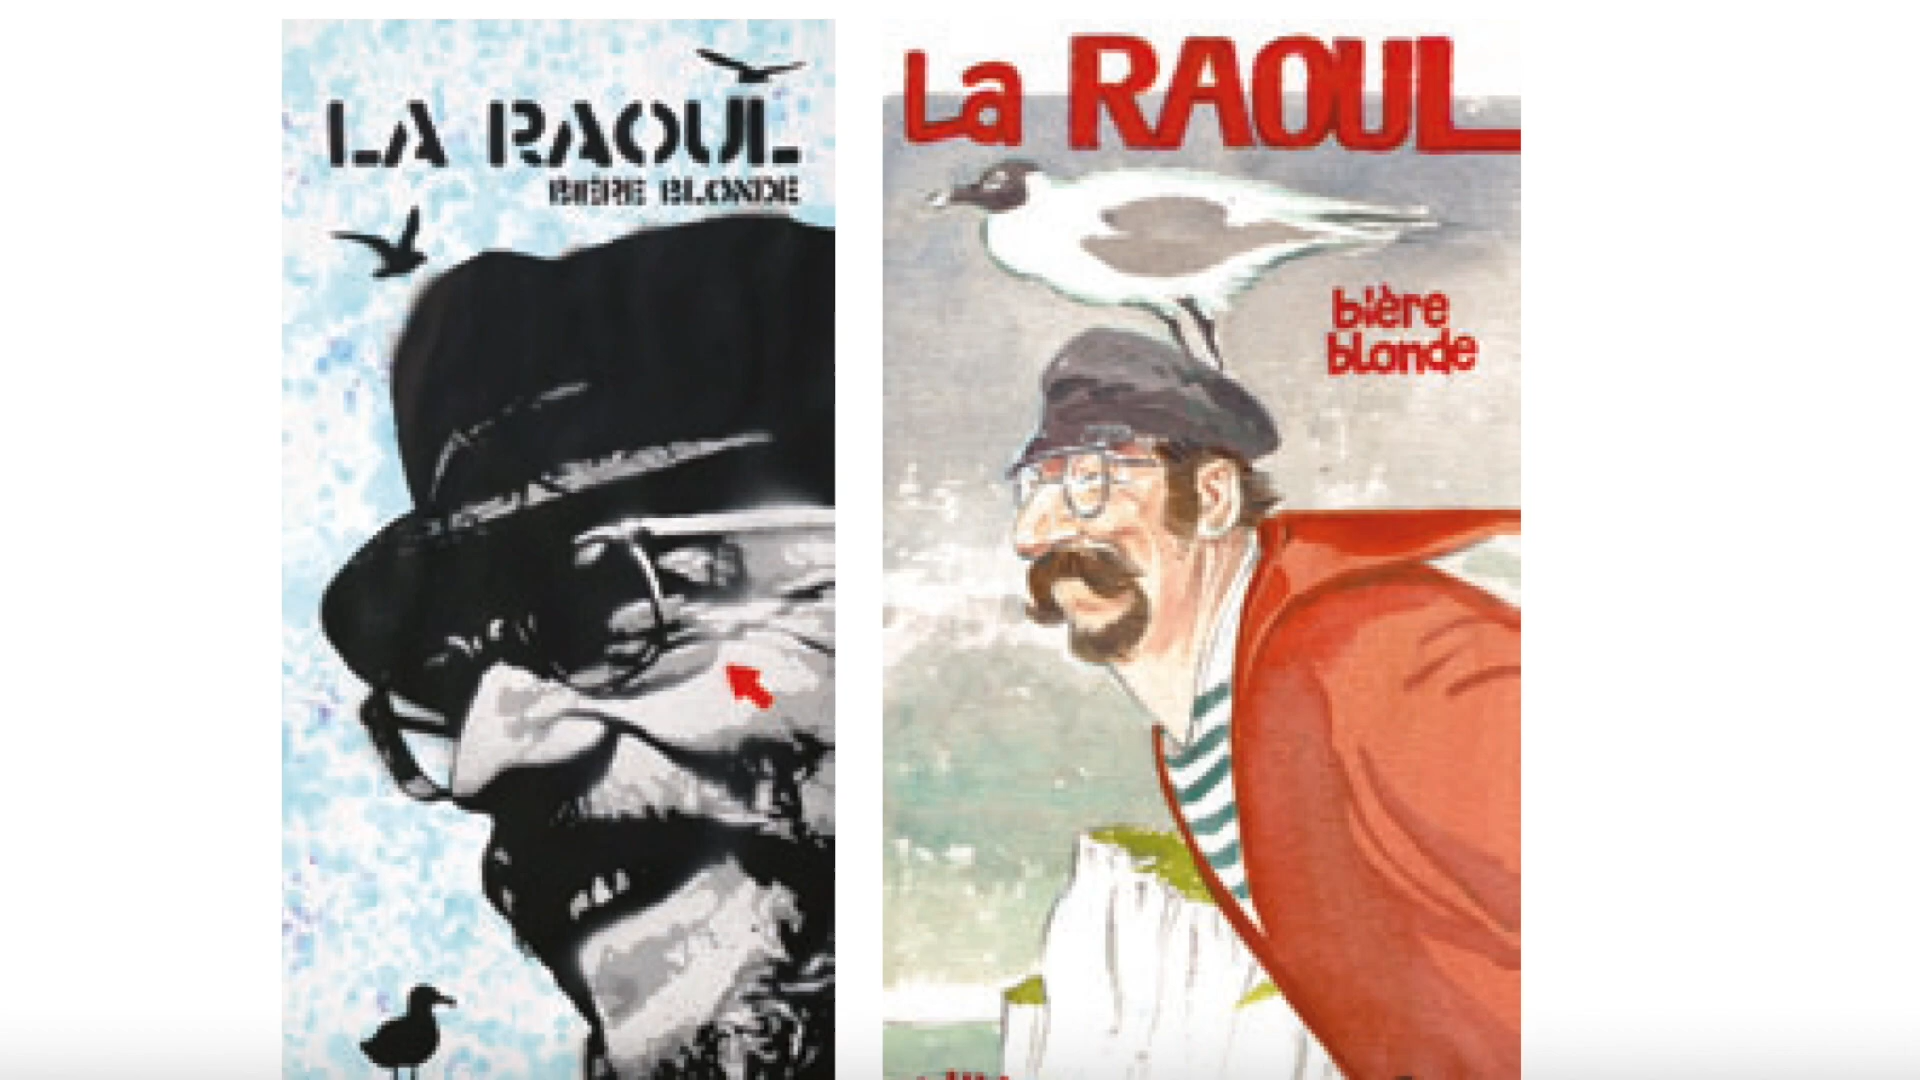 LA RAOUL
BIÈRE BLONDE
La RAOUL
bière
blonde